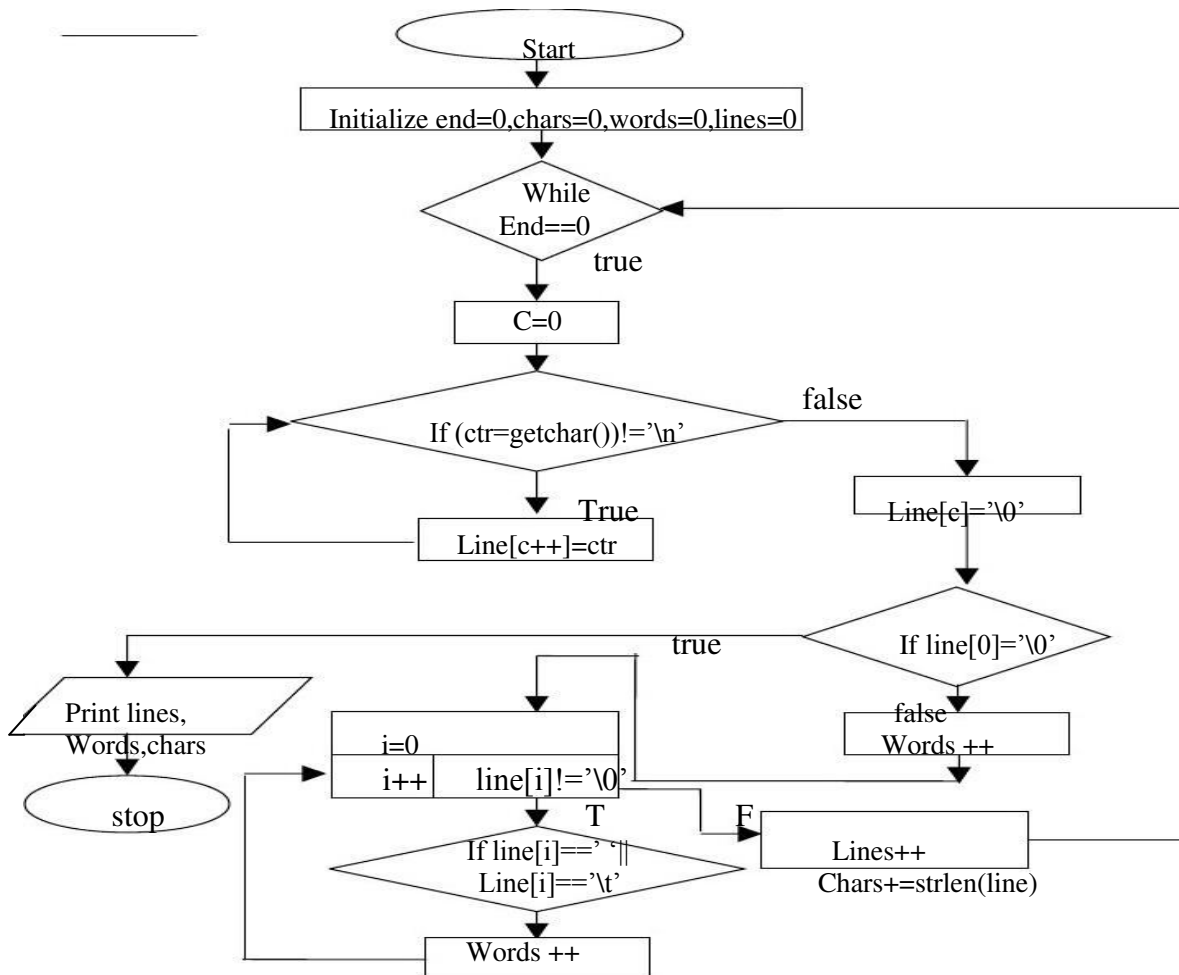 Start
Initialize end=0,chars=0,words=0,lines=0
While
End==0
true
C=0
false
If (ctr=getchar())!='\n'
True
Line[c++]=ctr
Line[c]='\0'
If line[0]='\0'
true
false
Words ++
Print lines,
Words,chars
stop
i=0
i++
line[i]!='\0'
T
F
If line[i]==' ‘||
Line[i]=='\t'
Words ++
Lines++
Chars+=strlen(line)